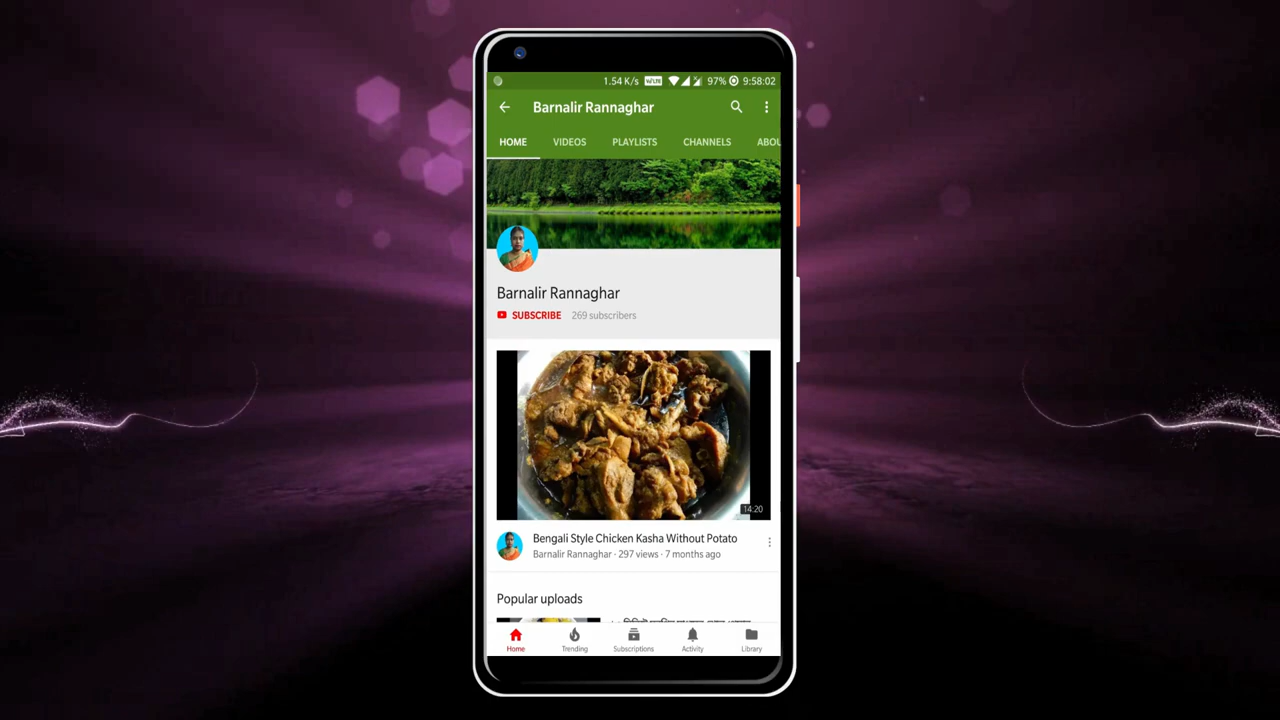 1.54 K/s VoLTE 97% 9:58:02
Barnalir Rannaghar
HOME VIDEOS PLAYLISTS CHANNELS ABOU
Barnalir Rannaghar
SUBSCRIBE 269 subscribers
14:20
Bengali Style Chicken Kasha Without Potato
Barnalir Rannaghar · 297 views · 7 months ago
Popular uploads
Home Trending Subscriptions Activity Library